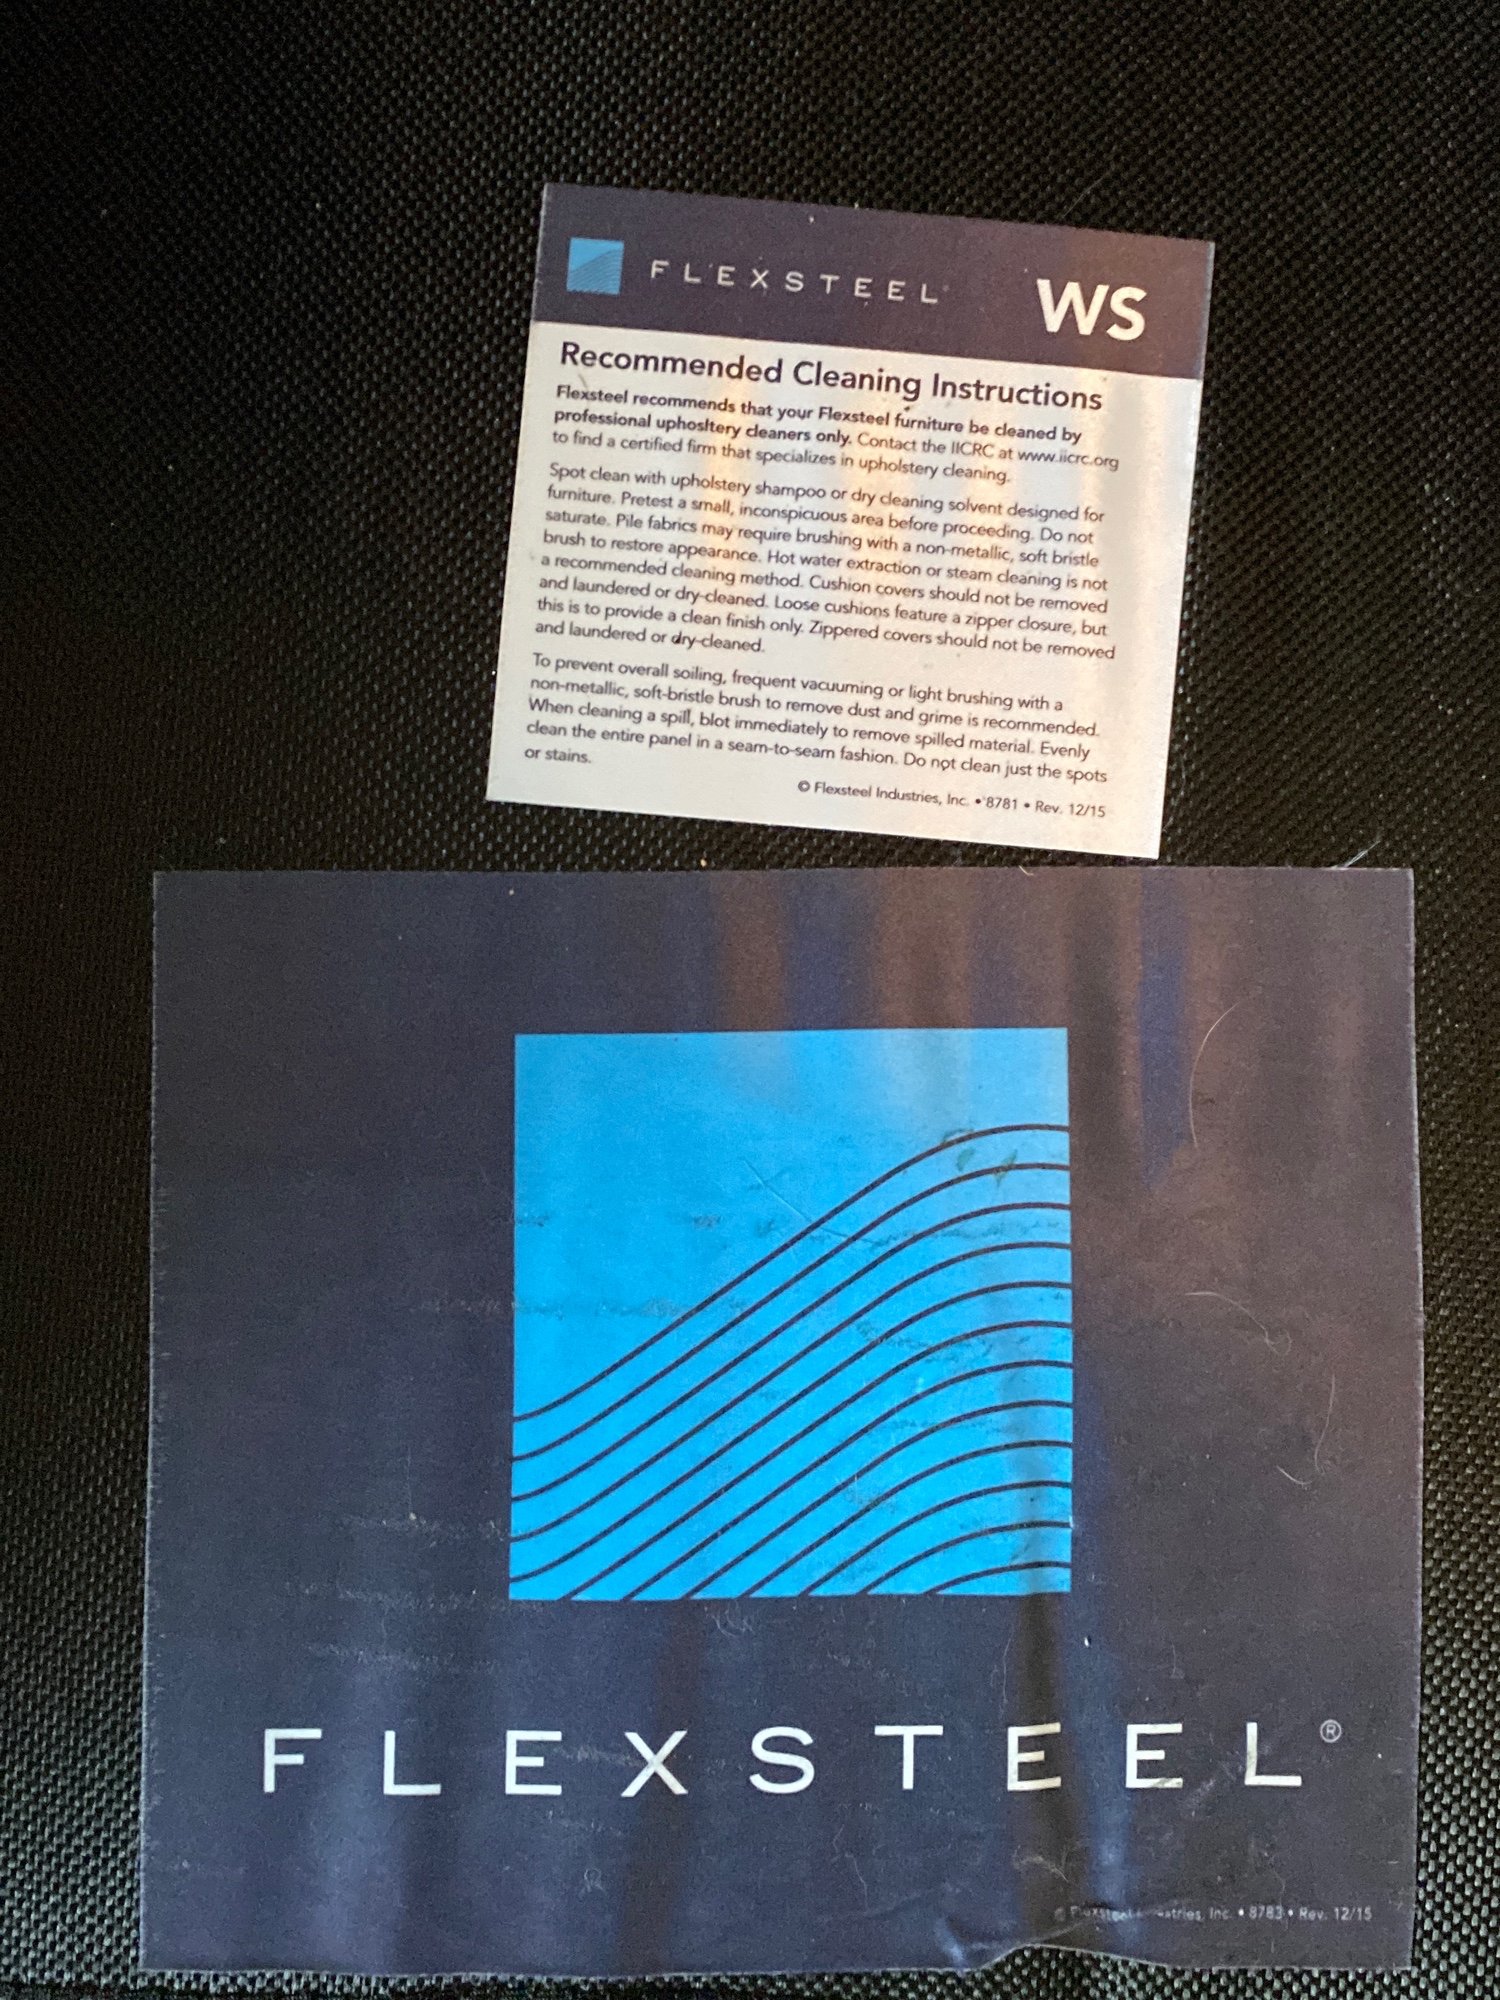 FLEXSTEEL®
WS
Recommended Cleaning Instructions
Flexsteel recommends that your Flexsteel furniture be cleaned by
professional uphosltery cleaners only. Contact the IICRC at www.iicrc.org
to find a certified firm that specializes in upholstery cleaning.
Spot clean with upholstery shampoo or dry cleaning solvent designed for
furniture. Pretest a small, inconspicuous area before proceeding. Do not
saturate. Pile fabrics may require brushing with a non-metallic, soft bristle
brush to restore appearance. Hot water extraction or steam cleaning is not
a recommended cleaning method. Cushion covers should not be removed
and laundered or dry-cleaned. Loose cushions feature a zipper closure, but
this is to provide a clean finish only. Zippered covers should not be removed
and laundered or dry-cleaned.
To prevent overall soiling, frequent vacuuming or light brushing with a
non-metallic, soft-bristle brush to remove dust and grime is recommended.
When cleaning a spill, blot immediately to remove spilled material. Evenly
clean the entire panel in a seam-to-seam fashion. Do not clean just the spots
or stains.
© Flexsteel Industries, Inc. • 8781 • Rev. 12/15
FLEXSTEEL®
© Flexsteel Industries, Inc. • 8783 • Rev. 12/15